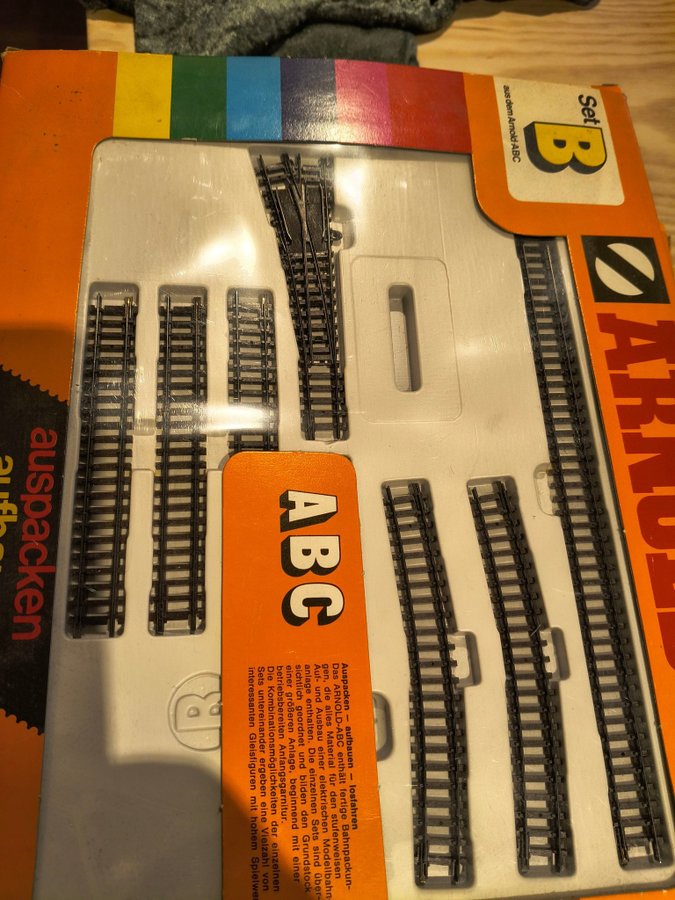 Set B
aus dem Arnold-ABC
ARNOLD
auspacken
ABC
Auspacken – aufbauen – losfahren
Das ARNOLD-ABC enthält fertige Bahnpackun-
gen, die alles Material für den stufenweisen
Auf- und Ausbau einer elektrischen Modellbahn-
anlage enthalten. Die einzelnen Sets sind über-
sichtlich geordnet und bilden den Grundstock
einer größeren Anlage, beginnend mit einer
betriebsbereiten Anfangsgarnitur.
Die Kombinationsmöglichkeiten der einzelnen
Sets untereinander ergeben eine Vielzahl von
interessanten Gleisfiguren mit hohem
B